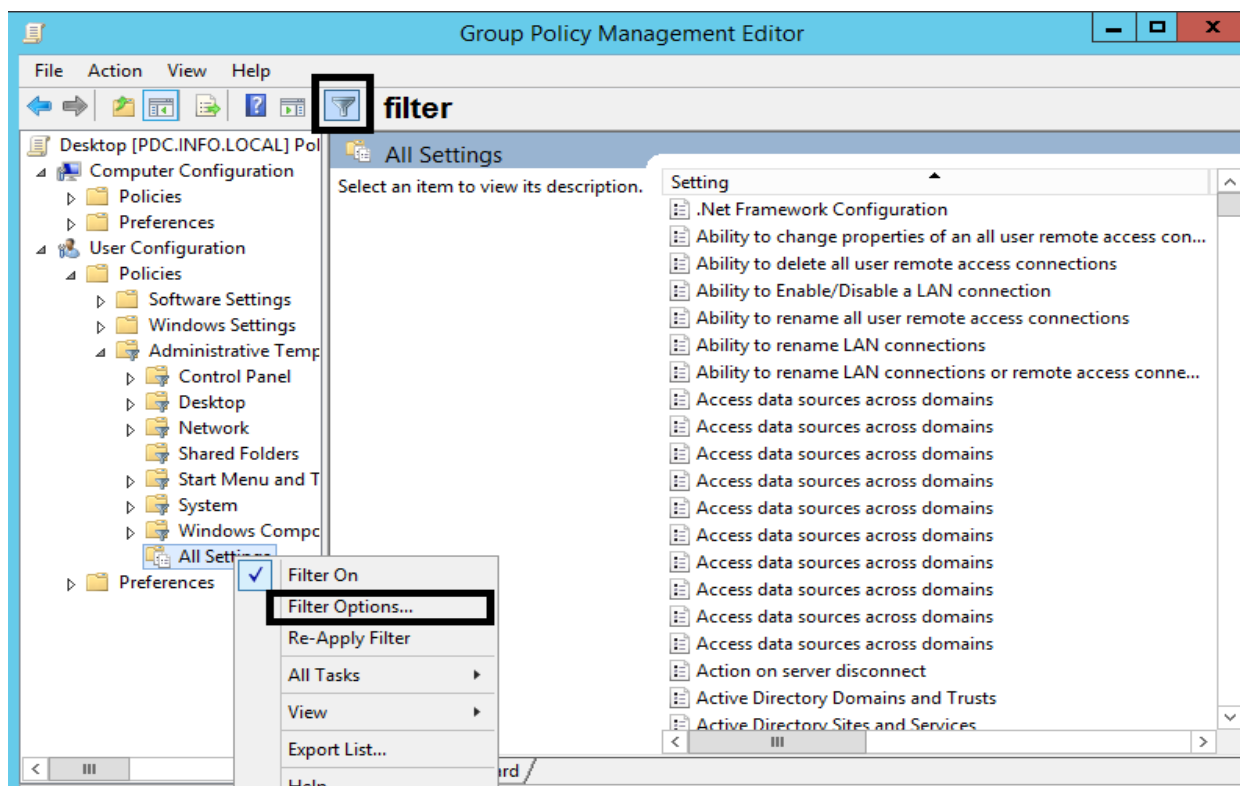 Group Policy Management Editor
File Action View Help
filter
Desktop [PDC.INFO.LOCAL] Pol
Computer Configuration
Policies
Preferences
User Configuration
Policies
Software Settings
Windows Settings
Administrative Temp
Control Panel
Desktop
Network
Shared Folders
Start Menu and T
System
Windows Compo
All Settings
Preferences
All Settings
Select an item to view its description.
Setting
.Net Framework Configuration
Ability to change properties of an all user remote access con...
Ability to delete all user remote access connections
Ability to Enable/Disable a LAN connection
Ability to rename all user remote access connections
Ability to rename LAN connections
Ability to rename LAN connections or remote access conne...
Access data sources across domains
Access data sources across domains
Access data sources across domains
Access data sources across domains
Access data sources across domains
Access data sources across domains
Access data sources across domains
Access data sources across domains
Access data sources across domains
Access data sources across domains
Action on server disconnect
Active Directory Domains and Trusts
Active Directory Sites and Services
Filter On
Filter Options...
Re-Apply Filter
All Tasks
View
Export List...
Help
rd